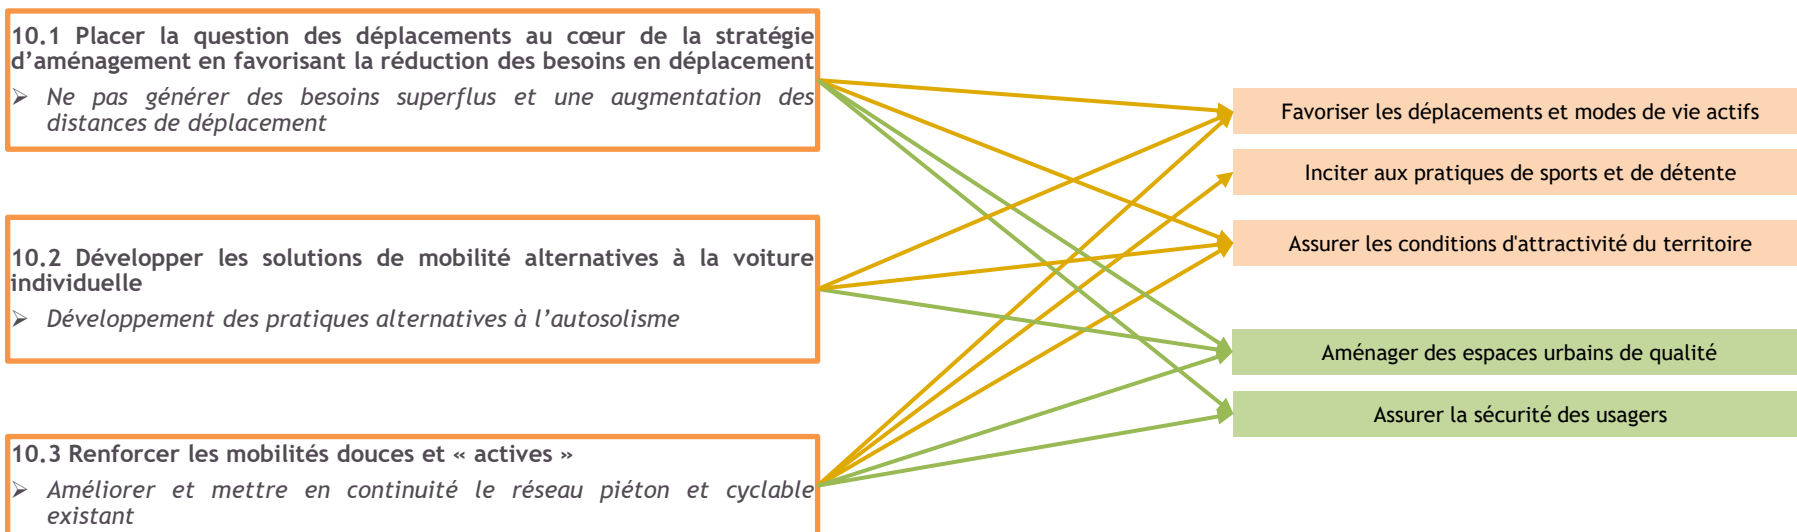 10.1 Placer la question des déplacements au cœur de la stratégie
d’aménagement en favorisant la réduction des besoins en déplacement
➢ Ne pas générer des besoins superflus et une augmentation des
distances de déplacement
10.2 Développer les solutions de mobilité alternatives à la voiture
individuelle
➢ Développement des pratiques alternatives à l’autosolisme
10.3 Renforcer les mobilités douces et « actives »
➢ Améliorer et mettre en continuité le réseau piéton et cyclable
existant
Favoriser les déplacements et modes de vie actifs
Inciter aux pratiques de sports et de détente
Assurer les conditions d'attractivité du territoire
Aménager des espaces urbains de qualité
Assurer la sécurité des usagers